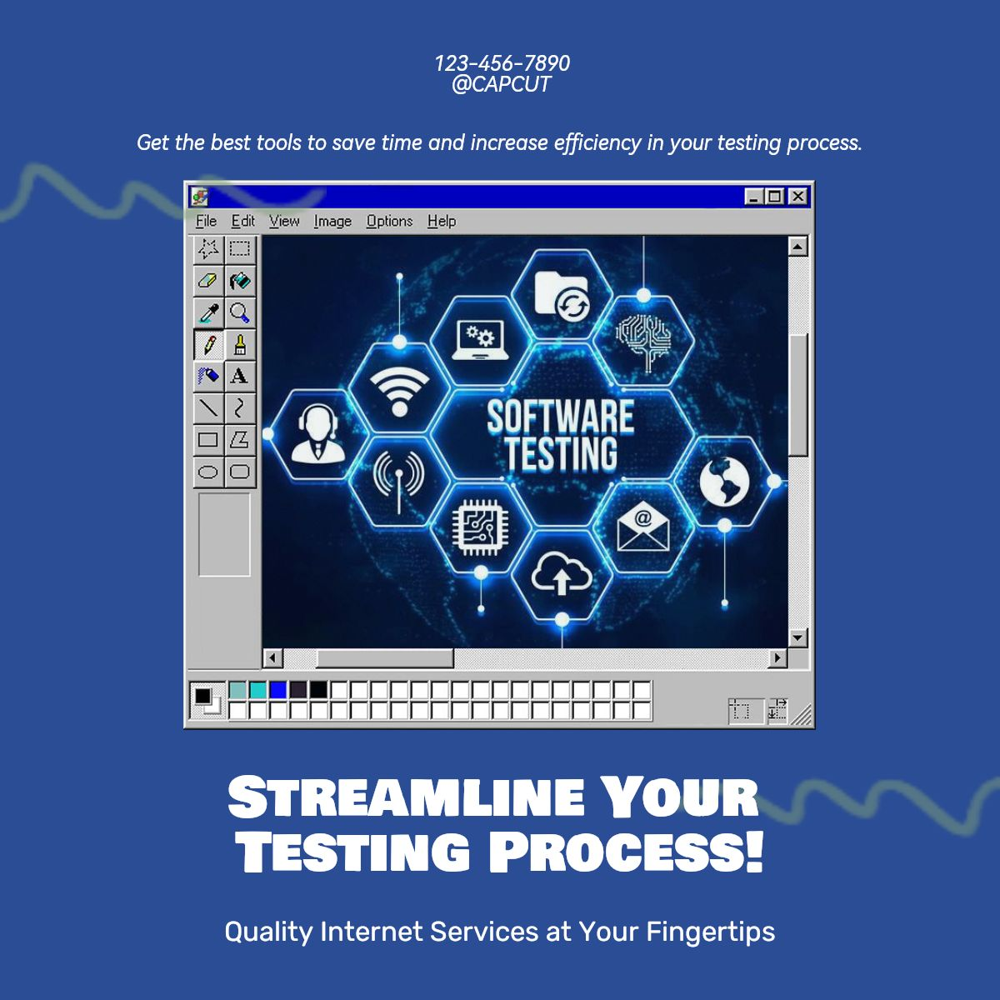 123-456-7890
@CAPCUT
Get the best tools to save time and increase efficiency in your testing process.
File Edit View Image Options Help
A
SOFTWARE
TESTING
@
STREAMLINE YOUR
TESTING PROCESS!
Quality Internet Services at Your Fingertips